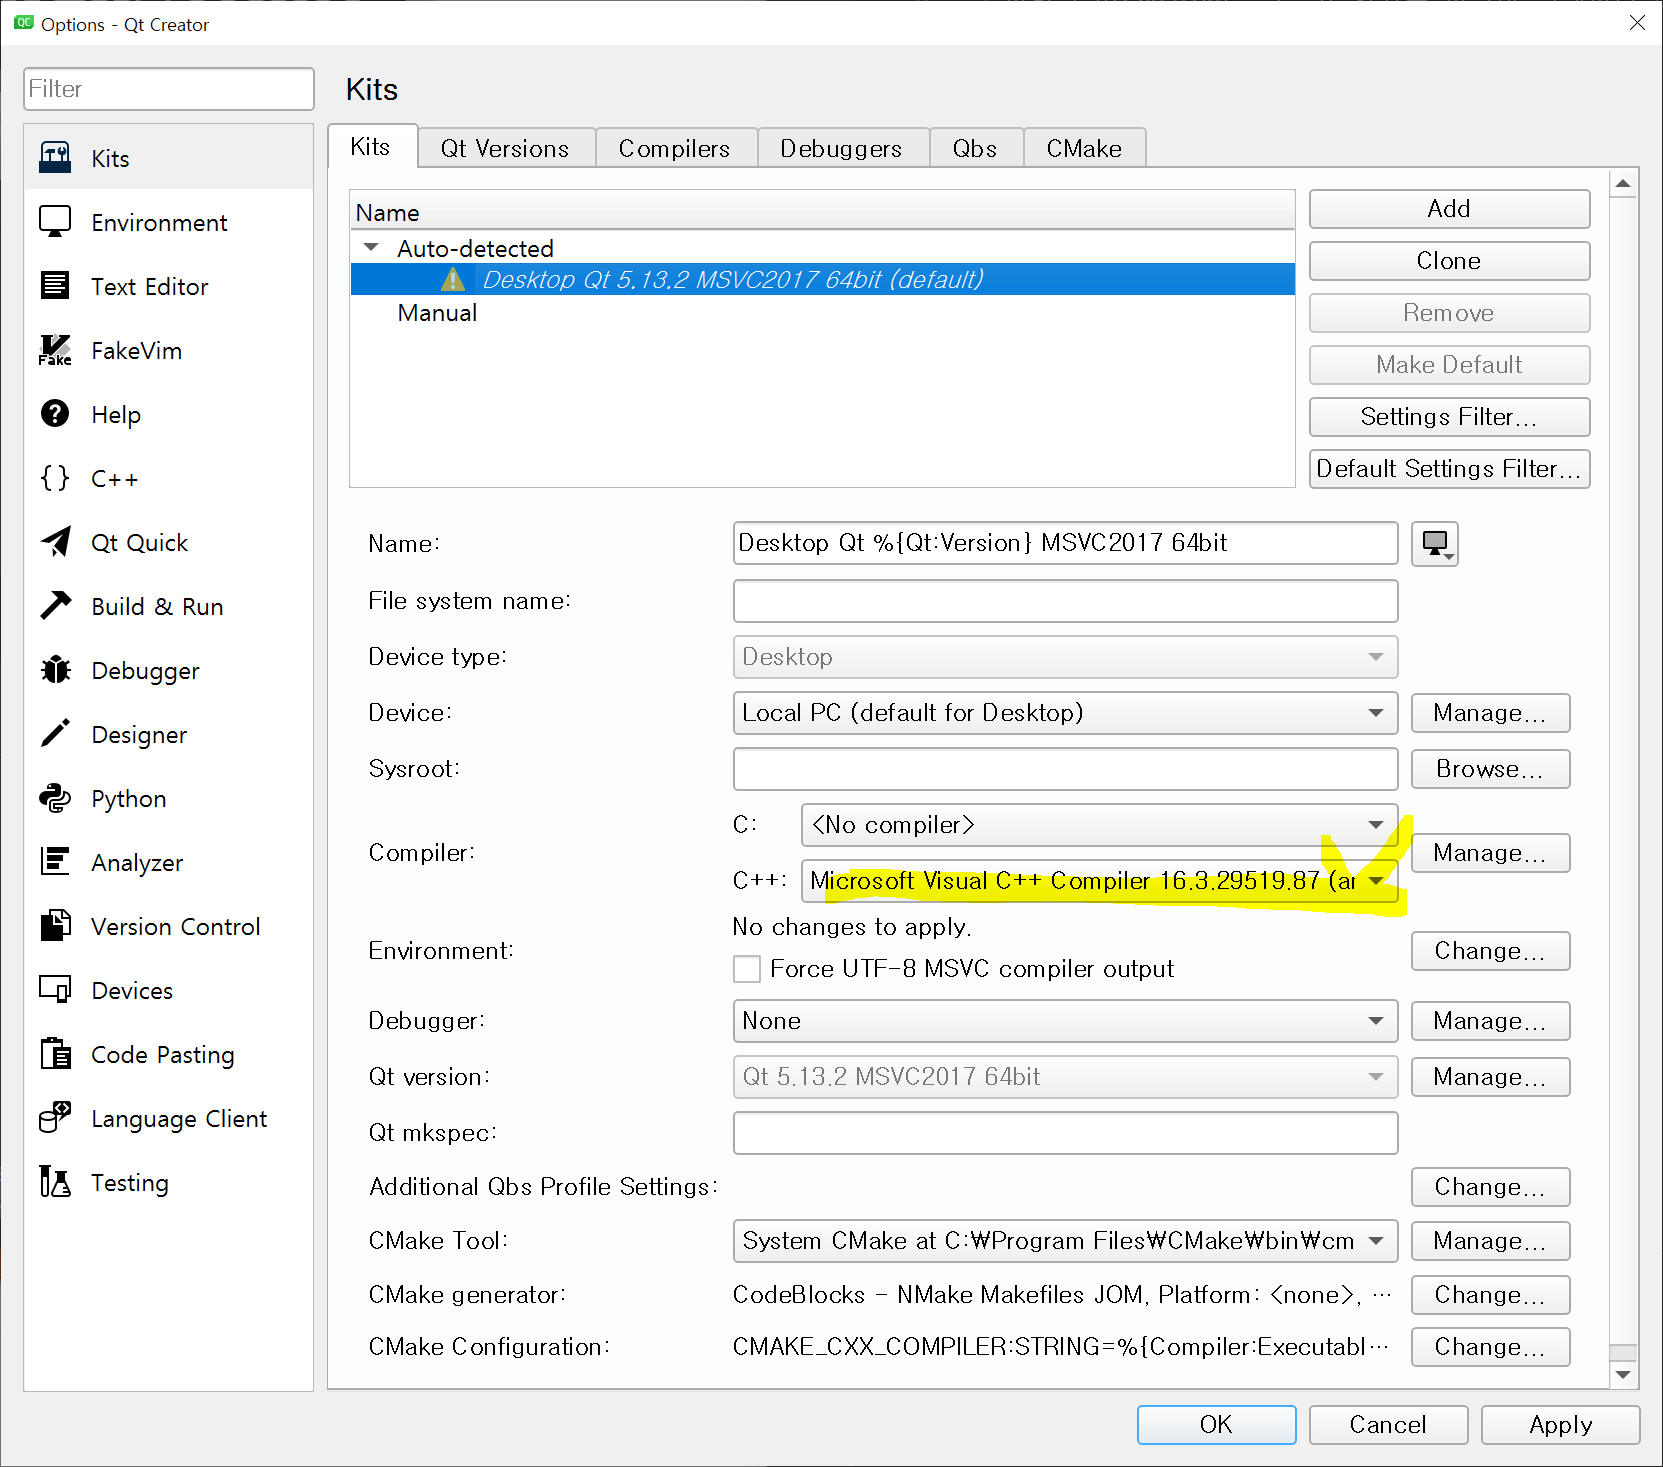 Options - Qt Creator
Filter
Kits
Environment
Text Editor
FakeVim
Help
C++
Qt Quick
Build & Run
Debugger
Designer
Python
Analyzer
Version Control
Devices
Code Pasting
Language Client
Testing
Kits
Kits Qt Versions Compilers Debuggers Qbs CMake
Name
Auto-detected
Desktop Qt 5.13.2 MSVC2017 64bit (default)
Manual
Add
Clone
Remove
Make Default
Settings Filter...
Default Settings Filter...
Name: Desktop Qt %{Qt:Version} MSVC2017 64bit
File system name:
Device type: Desktop
Device: Local PC (default for Desktop) Manage...
Sysroot: Browse...
Compiler: C: <No compiler> Manage...
C++: Microsoft Visual C++ Compiler 16.3.29519.87 (ar
Environment: No changes to apply. Change...
Force UTF-8 MSVC compiler output
Debugger: None Manage...
Qt version: Qt 5.13.2 MSVC2017 64bit Manage...
Qt mkspec:
Additional Qbs Profile Settings: Change...
CMake Tool: System CMake at C:₩Program Files₩CMake₩bin₩cm Manage...
CMake generator: CodeBlocks - NMake Makefiles JOM, Platform: <none>, ... Change...
CMake Configuration: CMAKE_CXX_COMPILER:STRING=%{Compiler:Executabl... Change...
OK Cancel Apply